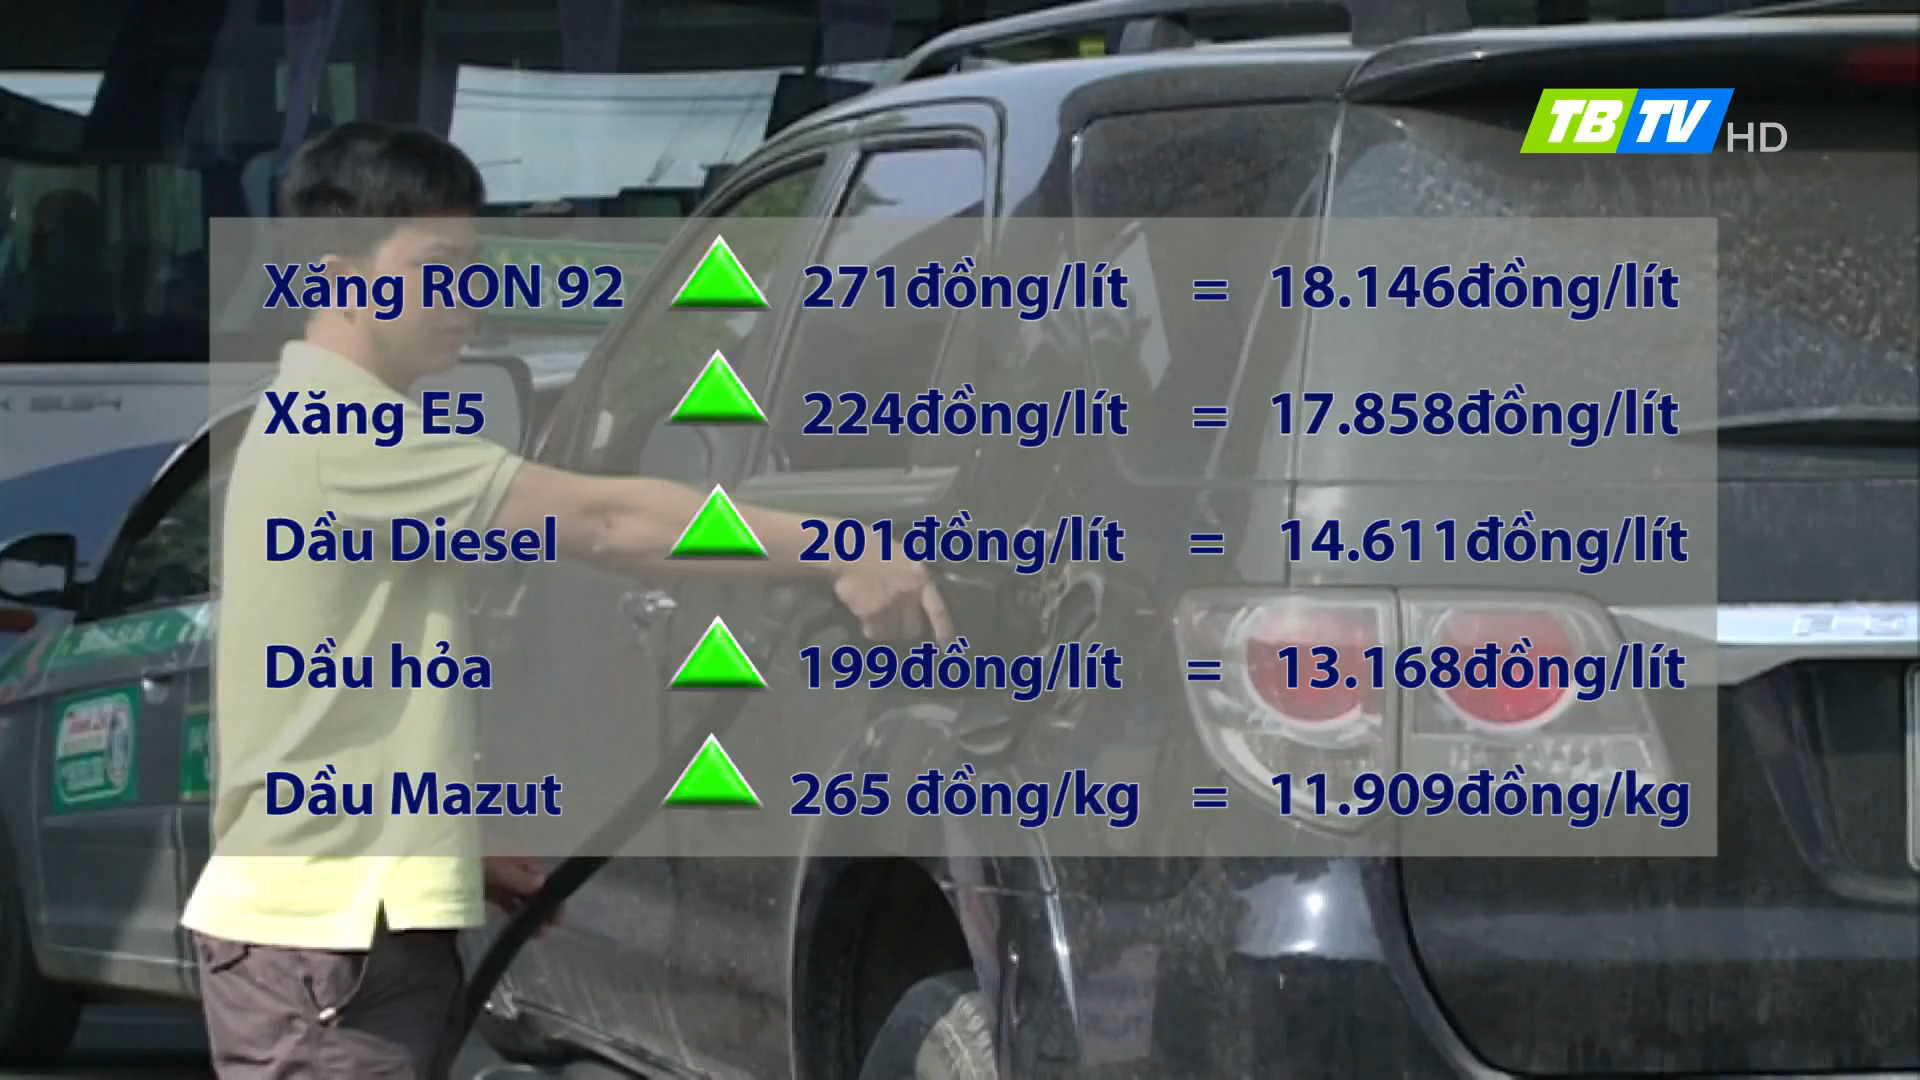 TBTV HD
Xăng RON 92 271đồng/lít = 18.146đồng/lít
Xăng E5 224đồng/lít = 17.858đồng/lít
Dầu Diesel 201đồng/lít = 14.611đồng/lít
Dầu hỏa 199đồng/lít = 13.168đồng/lít
Dầu Mazut 265 đồng/kg = 11.909đồng/kg